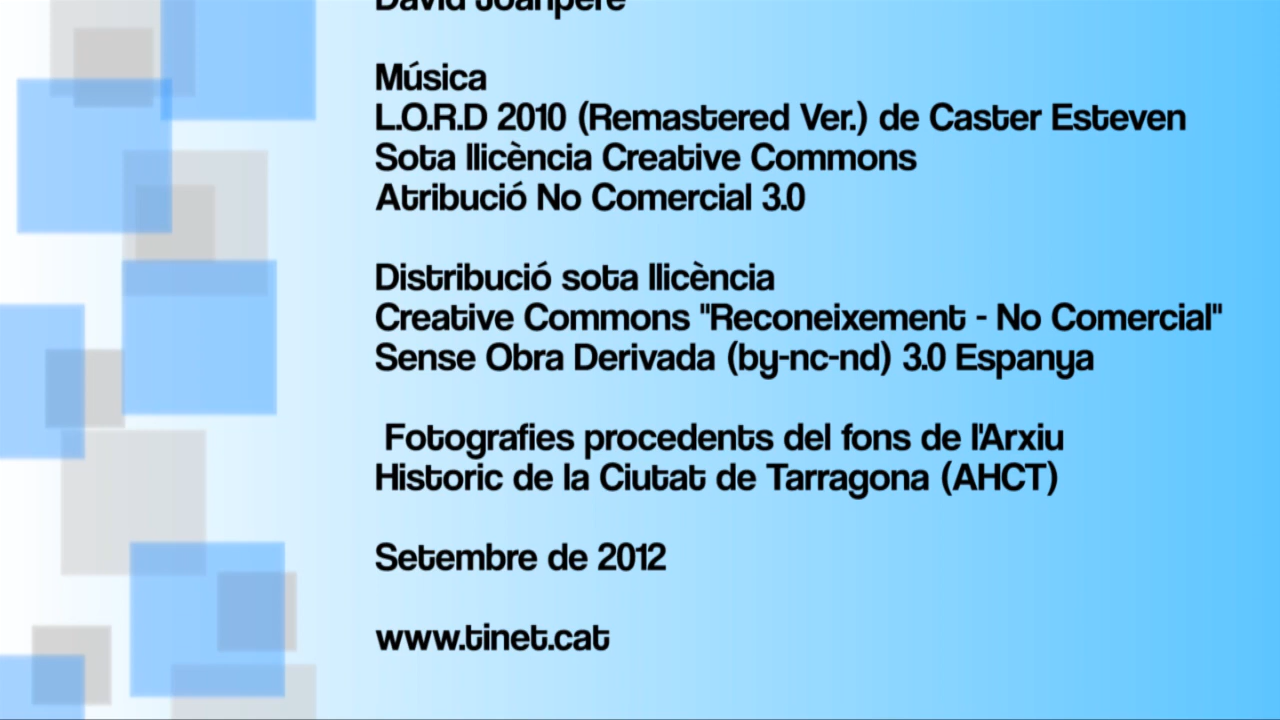 David Joanpere
Música
L.O.R.D 2010 (Remastered Ver.) de Caster Esteven
Sota llicència Creative Commons
Atribució No Comercial 3.0
Distribució sota llicència
Creative Commons "Reconeixement - No Comercial"
Sense Obra Derivada (by-nc-nd) 3.0 Espanya
Fotografies procedents del fons de l'Arxiu
Historic de la Ciutat de Tarragona (AHCT)
Setembre de 2012
www.tinet.cat